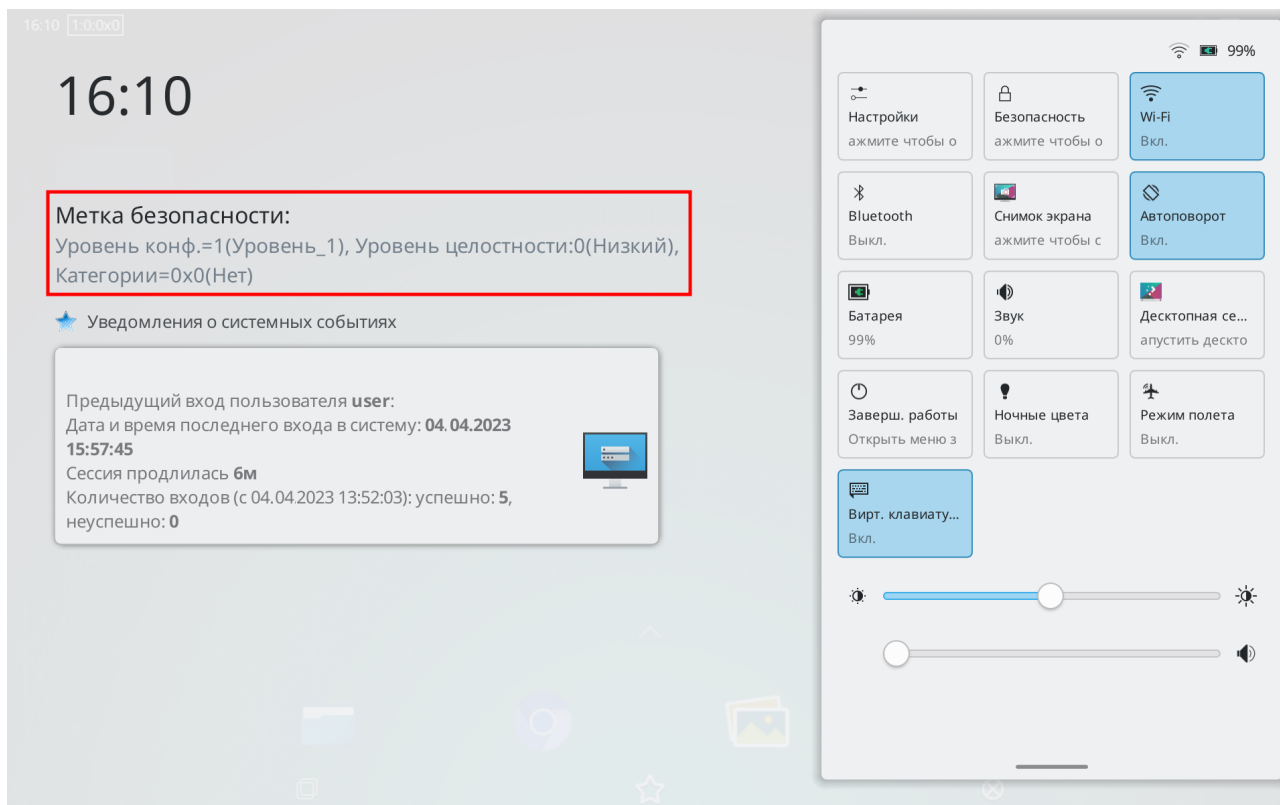 16:10 1:0:0x0
16:10
Метка безопасности:
Уровень конф.=1(Уровень_1), Уровень целостности:0(Низкий),
Категории=0x0(Нет)
Уведомления о системных событиях
Предыдущий вход пользователя user:
Дата и время последнего входа в систему: 04.04.2023
15:57:45
Сессия продлилась 6м
Количество входов (с 04.04.2023 13:52:03): успешно: 5,
неуспешно: 0
99%
Настройки
ажмите чтобы о
Безопасность
ажмите чтобы о
Wi-Fi
Вкл.
Bluetooth
Выкл.
Снимок экрана
ажмите чтобы с
Автоповорот
Вкл.
Батарея
99%
Звук
0%
Десктопная се...
апустить дескто
Заверш. работы
Открыть меню з
Ночные цвета
Выкл.
Режим полета
Выкл.
Вирт. клавиату...
Вкл.